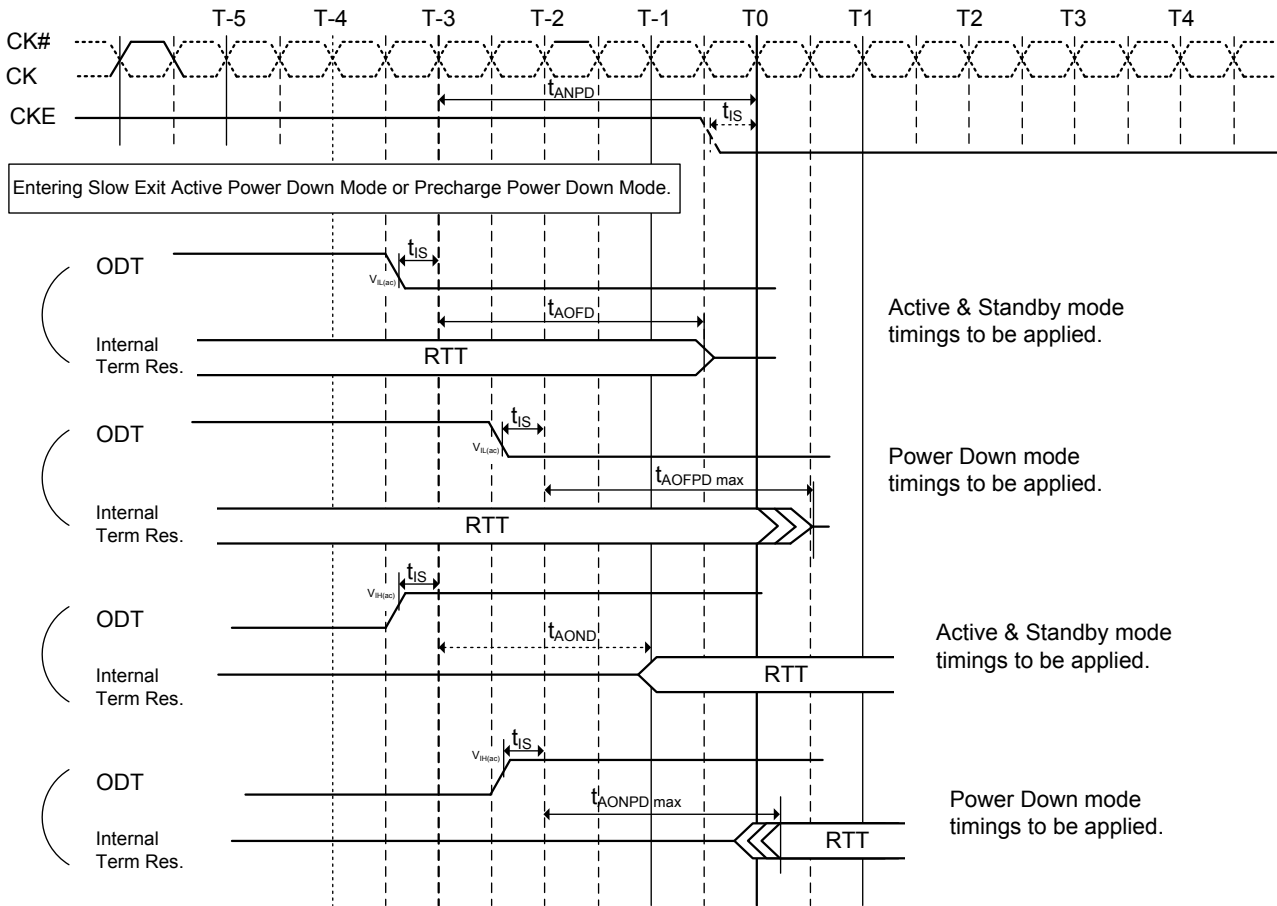 T-5 T-4 T-3 T-2 T-1 T0 T1 T2 T3 T4
CK#
CK
tANPD
CKE
tIS
Entering Slow Exit Active Power Down Mode or Precharge Power Down Mode.
ODT
tIS
VIL(ac)
tAOFD
Internal
Term Res.
RTT
Active & Standby mode
timings to be applied.
ODT
tIS
VIL(ac)
tAOFPD max
Internal
Term Res.
RTT
Power Down mode
timings to be applied.
tIS
VIH(ac)
ODT
tAOND
Internal
Term Res.
RTT
Active & Standby mode
timings to be applied.
tIS
VIH(ac)
ODT
tAONPD max
Internal
Term Res.
RTT
Power Down mode
timings to be applied.